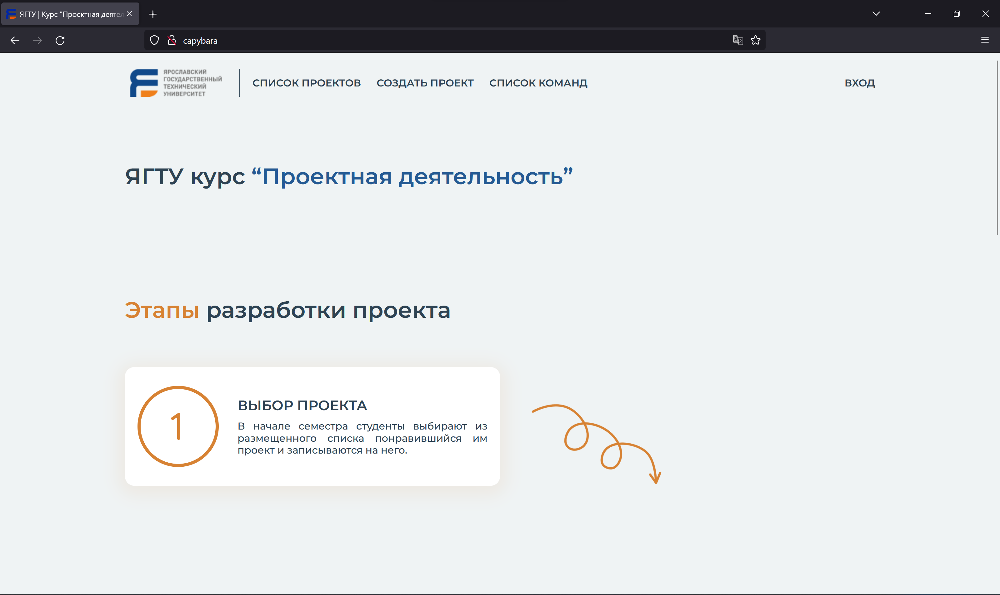 ЯГТУ | Курс "Проектная деятел
capybara
ЯРОСЛАВСКИЙ
ГОСУДАРСТВЕННЫЙ
ТЕХНИЧЕСКИЙ
УНИВЕРСИТЕТ
СПИСОК ПРОЕКТОВ СОЗДАТЬ ПРОЕКТ СПИСОК КОМАНД ВХОД
ЯГТУ курс “Проектная деятельность”
Этапы разработки проекта
1
ВЫБОР ПРОЕКТА
В начале семестра студенты выбирают из
размещенного списка понравившийся им
проект и записываются на него.